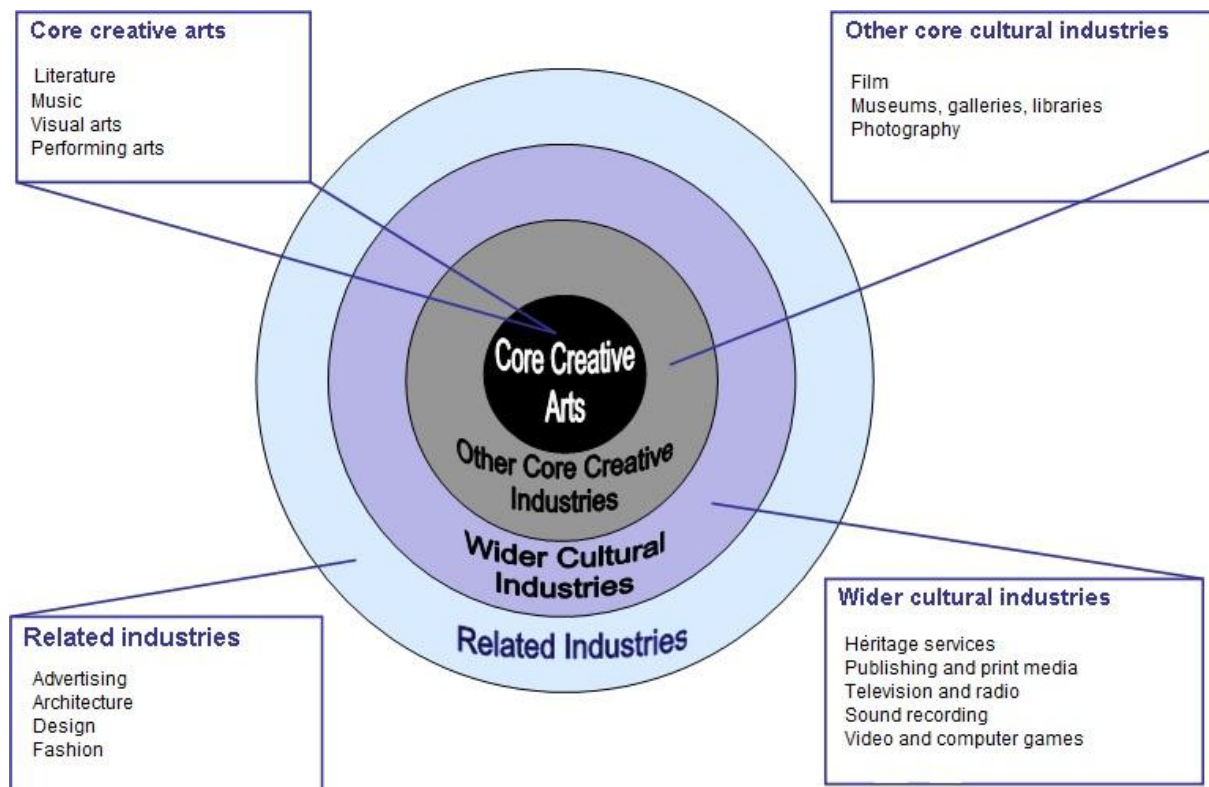 Core creative arts
Literature
Music
Visual arts
Performing arts
Other core cultural industries
Film
Museums, galleries, libraries
Photography
Core Creative
Arts
Other Core Creative
Industries
Wider Cultural
Industries
Related Industries
Related industries
Advertising
Architecture
Design
Fashion
Wider cultural industries
Heritage services
Publishing and print media
Television and radio
Sound recording
Video and computer games